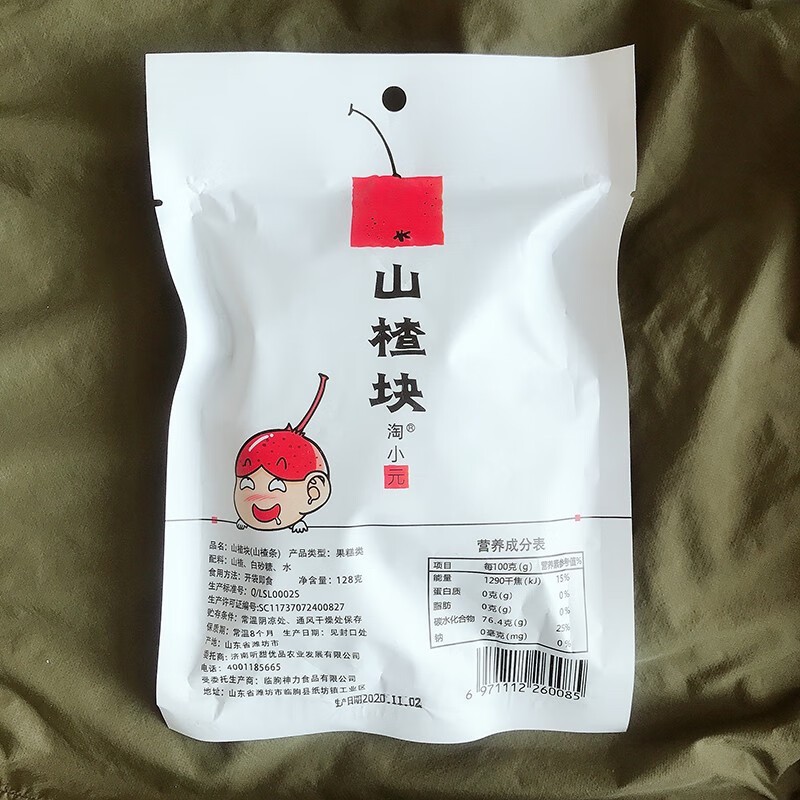 山楂块
淘小元®
品名：山楂块(山楂条) 产品类型：果糕类
配料：山楂、白砂糖、水
食用方法：开袋即食 净含量：128克
生产标准号：Q/LSL0002S
生产许可证编号：SC11737072400827
贮存条件：常温阴凉处、通风干燥处保存
保质期：常温8个月 生产日期：见封口处
产地：山东省潍坊市
委托商：济南听甜优品农业发展有限公司
电话：4001185665
受委托生产商：临朐神力食品有限公司
地址：山东省潍坊市临朐县纸坊镇工业区
生产日期2020.11.02
营养成分表
项目 每100克(g) 营养素参考值%
能量 1290千焦(kJ) 15%
蛋白质 0克(g) 0%
脂肪 0克(g) 0%
碳水化合物 76.4克(g) 25%
钠 0毫克(mg) 0%
6 971112 260085